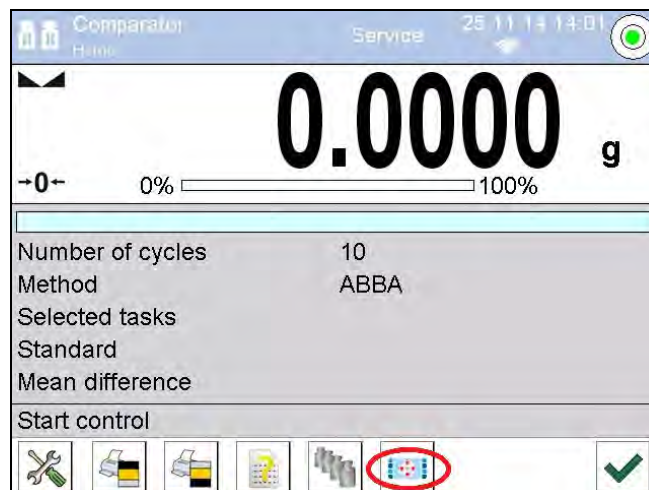 Comparator Service 25 11 14 14:01
Home
0.0000 g
→0← 0% 100%
Number of cycles 10
Method ABBA
Selected tasks
Standard
Mean difference
Start control